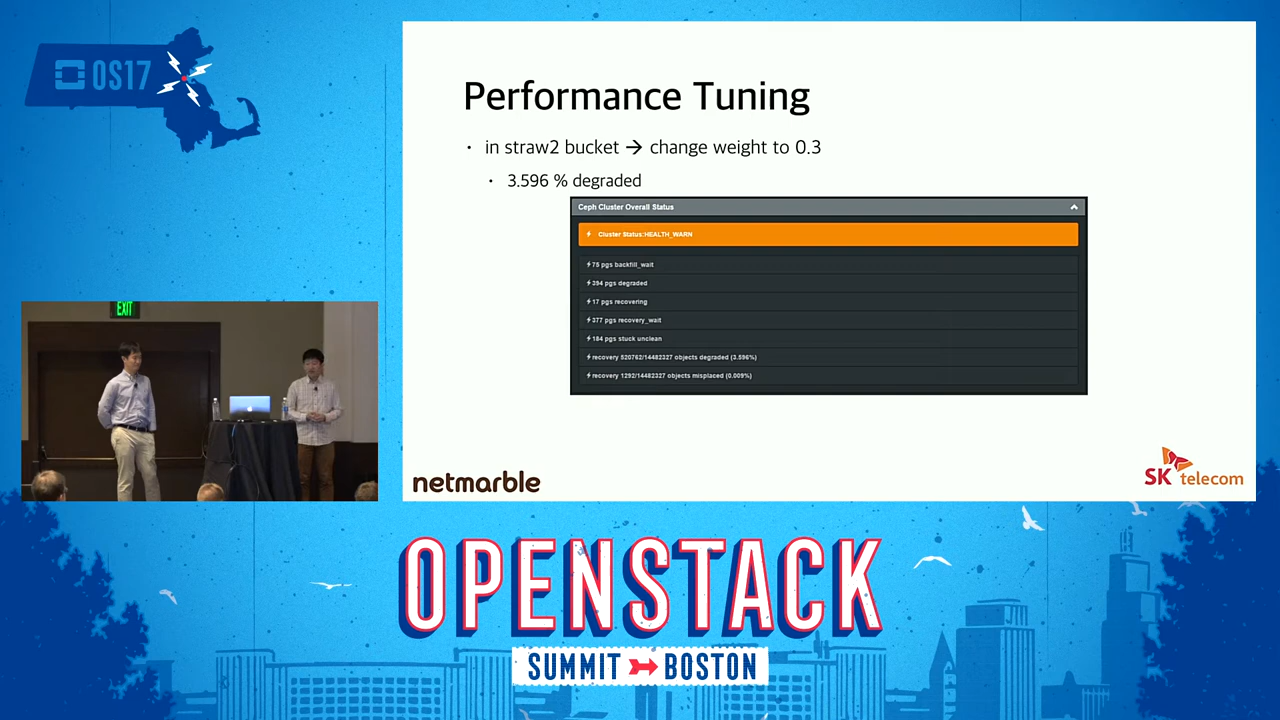 OS17
Performance Tuning
• in straw2 bucket → change weight to 0.3
• 3.596 % degraded
Ceph Cluster Overall Status
Cluster Status:HEALTH_WARN
75 pgs backfill_wait
394 pgs degraded
17 pgs recovering
377 pgs recovery_wait
184 pgs stuck unclean
recovery 520762/14482327 objects degraded (3.596%)
recovery 1292/14482327 objects misplaced (0.009%)
EXIT
netmarble
SK telecom
OPENSTACK
SUMMIT BOSTON